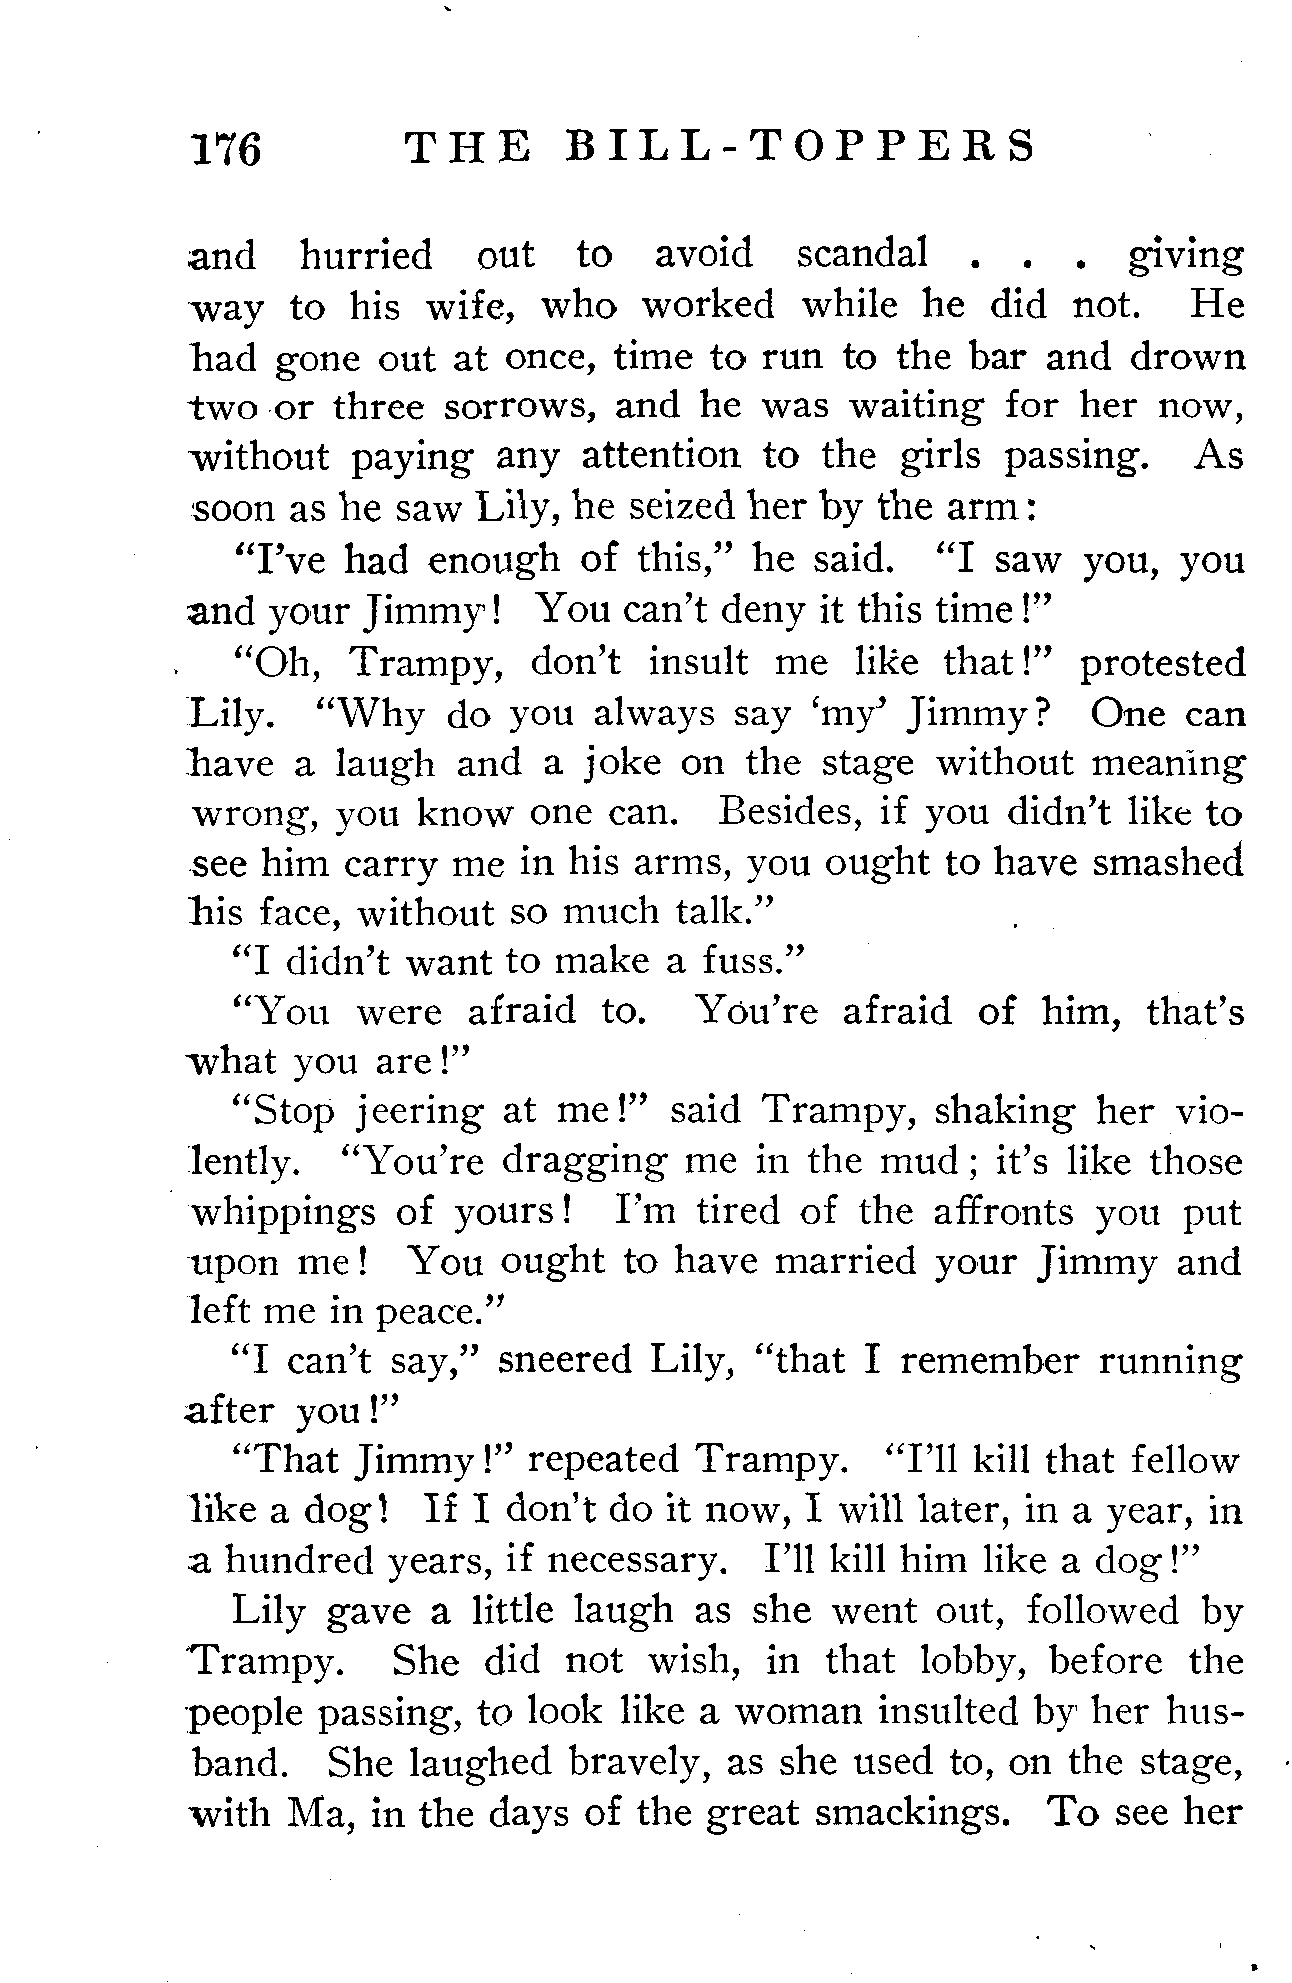 176 THE BILL-TOPPERS
and hurried out to avoid scandal . . . giving
way to his wife, who worked while he did not. He
had gone out at once, time to run to the bar and drown
two or three sorrows, and he was waiting for her now,
without paying any attention to the girls passing. As
soon as he saw Lily, he seized her by the arm:
“I’ve had enough of this,” he said. “I saw you, you
and your Jimmy! You can’t deny it this time!”
“Oh, Trampy, don’t insult me like that!” protested
Lily. “Why do you always say ‘my’ Jimmy? One can
have a laugh and a joke on the stage without meaning
wrong, you know one can. Besides, if you didn’t like to
see him carry me in his arms, you ought to have smashed
his face, without so much talk.”
“I didn’t want to make a fuss.”
“You were afraid to. You’re afraid of him, that’s
what you are!”
“Stop jeering at me!” said Trampy, shaking her vio-
lently. “You’re dragging me in the mud; it’s like those
whippings of yours! I’m tired of the affronts you put
upon me! You ought to have married your Jimmy and
left me in peace.”
“I can’t say,” sneered Lily, “that I remember running
after you!”
“That Jimmy!” repeated Trampy. “I’ll kill that fellow
like a dog! If I don’t do it now, I will later, in a year, in
a hundred years, if necessary. I’ll kill him like a dog!”
Lily gave a little laugh as she went out, followed by
Trampy. She did not wish, in that lobby, before the
people passing, to look like a woman insulted by her hus-
band. She laughed bravely, as she used to, on the stage,
with Ma, in the days of the great smackings. To see her